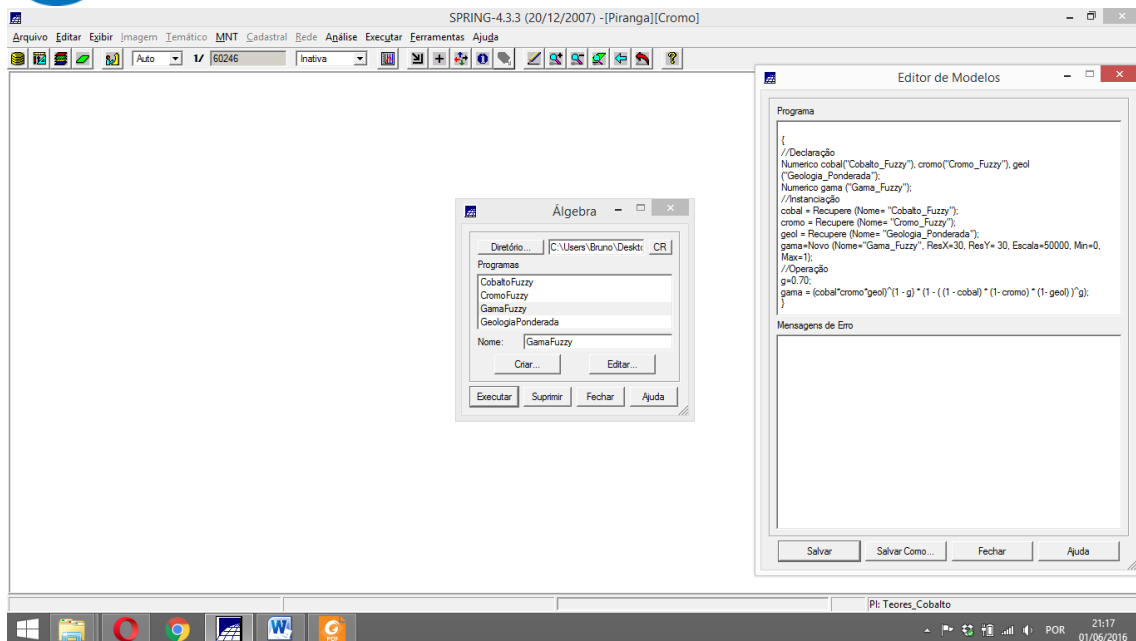 SPRING-4.3.3 (20/12/2007) -[Piranga][Cromo]
Arquivo Editar Exibir Imagem Temático MNT Cadastral Rede Análise Executar Ferramentas Ajuda
Auto 1/ 60246 Inativa
Editor de Modelos
Programa
{
//Declaração
Numerico cobal("Cobalto_Fuzzy"), cromo("Cromo_Fuzzy"), geol
("Geologia_Ponderada");
Numerico gama ("Gama_Fuzzy");
//Instanciação
cobal = Recupere (Nome= "Cobalto_Fuzzy");
cromo = Recupere (Nome= "Cromo_Fuzzy");
geol = Recupere (Nome= "Geologia_Ponderada");
gama=Novo (Nome="Gama_Fuzzy", ResX=30, ResY= 30, Escala=50000, Min=0,
Max=1);
//Operação
g=0.70;
gama = (cobal*cromo*geol)^(1 - g) * (1 - ( (1 - cobal) * (1- cromo) * (1- geol) )^g);
}
Mensagens de Erro
Salvar Salvar Como... Fechar Ajuda
Álgebra
Diretório... C:\Users\Bruno\Deskto CR
Programas
CobaltoFuzzy
CromoFuzzy
GamaFuzzy
GeologiaPonderada
Nome: GamaFuzzy
Criar... Editar...
Executar Suprimir Fechar Ajuda
PI: Teores_Cobalto
W PDF POR 21:17
01/06/2016